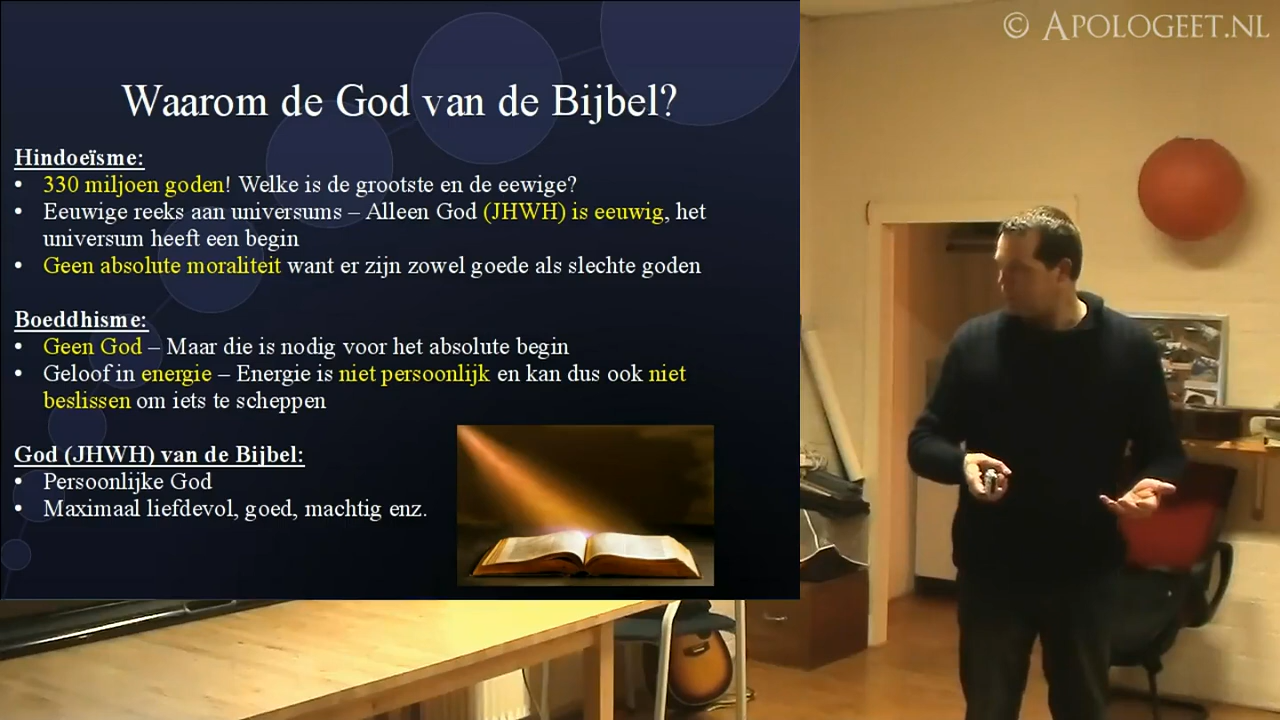 © APOLOGEET.NL
Waarom de God van de Bijbel?
Hindoeïsme:
• 330 miljoen goden! Welke is de grootste en de eewige?
• Eeuwige reeks aan universums – Alleen God (JHWH) is eeuwig, het
universum heeft een begin
• Geen absolute moraliteit want er zijn zowel goede als slechte goden
Boeddhisme:
• Geen God – Maar die is nodig voor het absolute begin
• Geloof in energie – Energie is niet persoonlijk en kan dus ook niet
beslissen om iets te scheppen
God (JHWH) van de Bijbel:
• Persoonlijke God
• Maximaal liefdevol, goed, machtig enz.